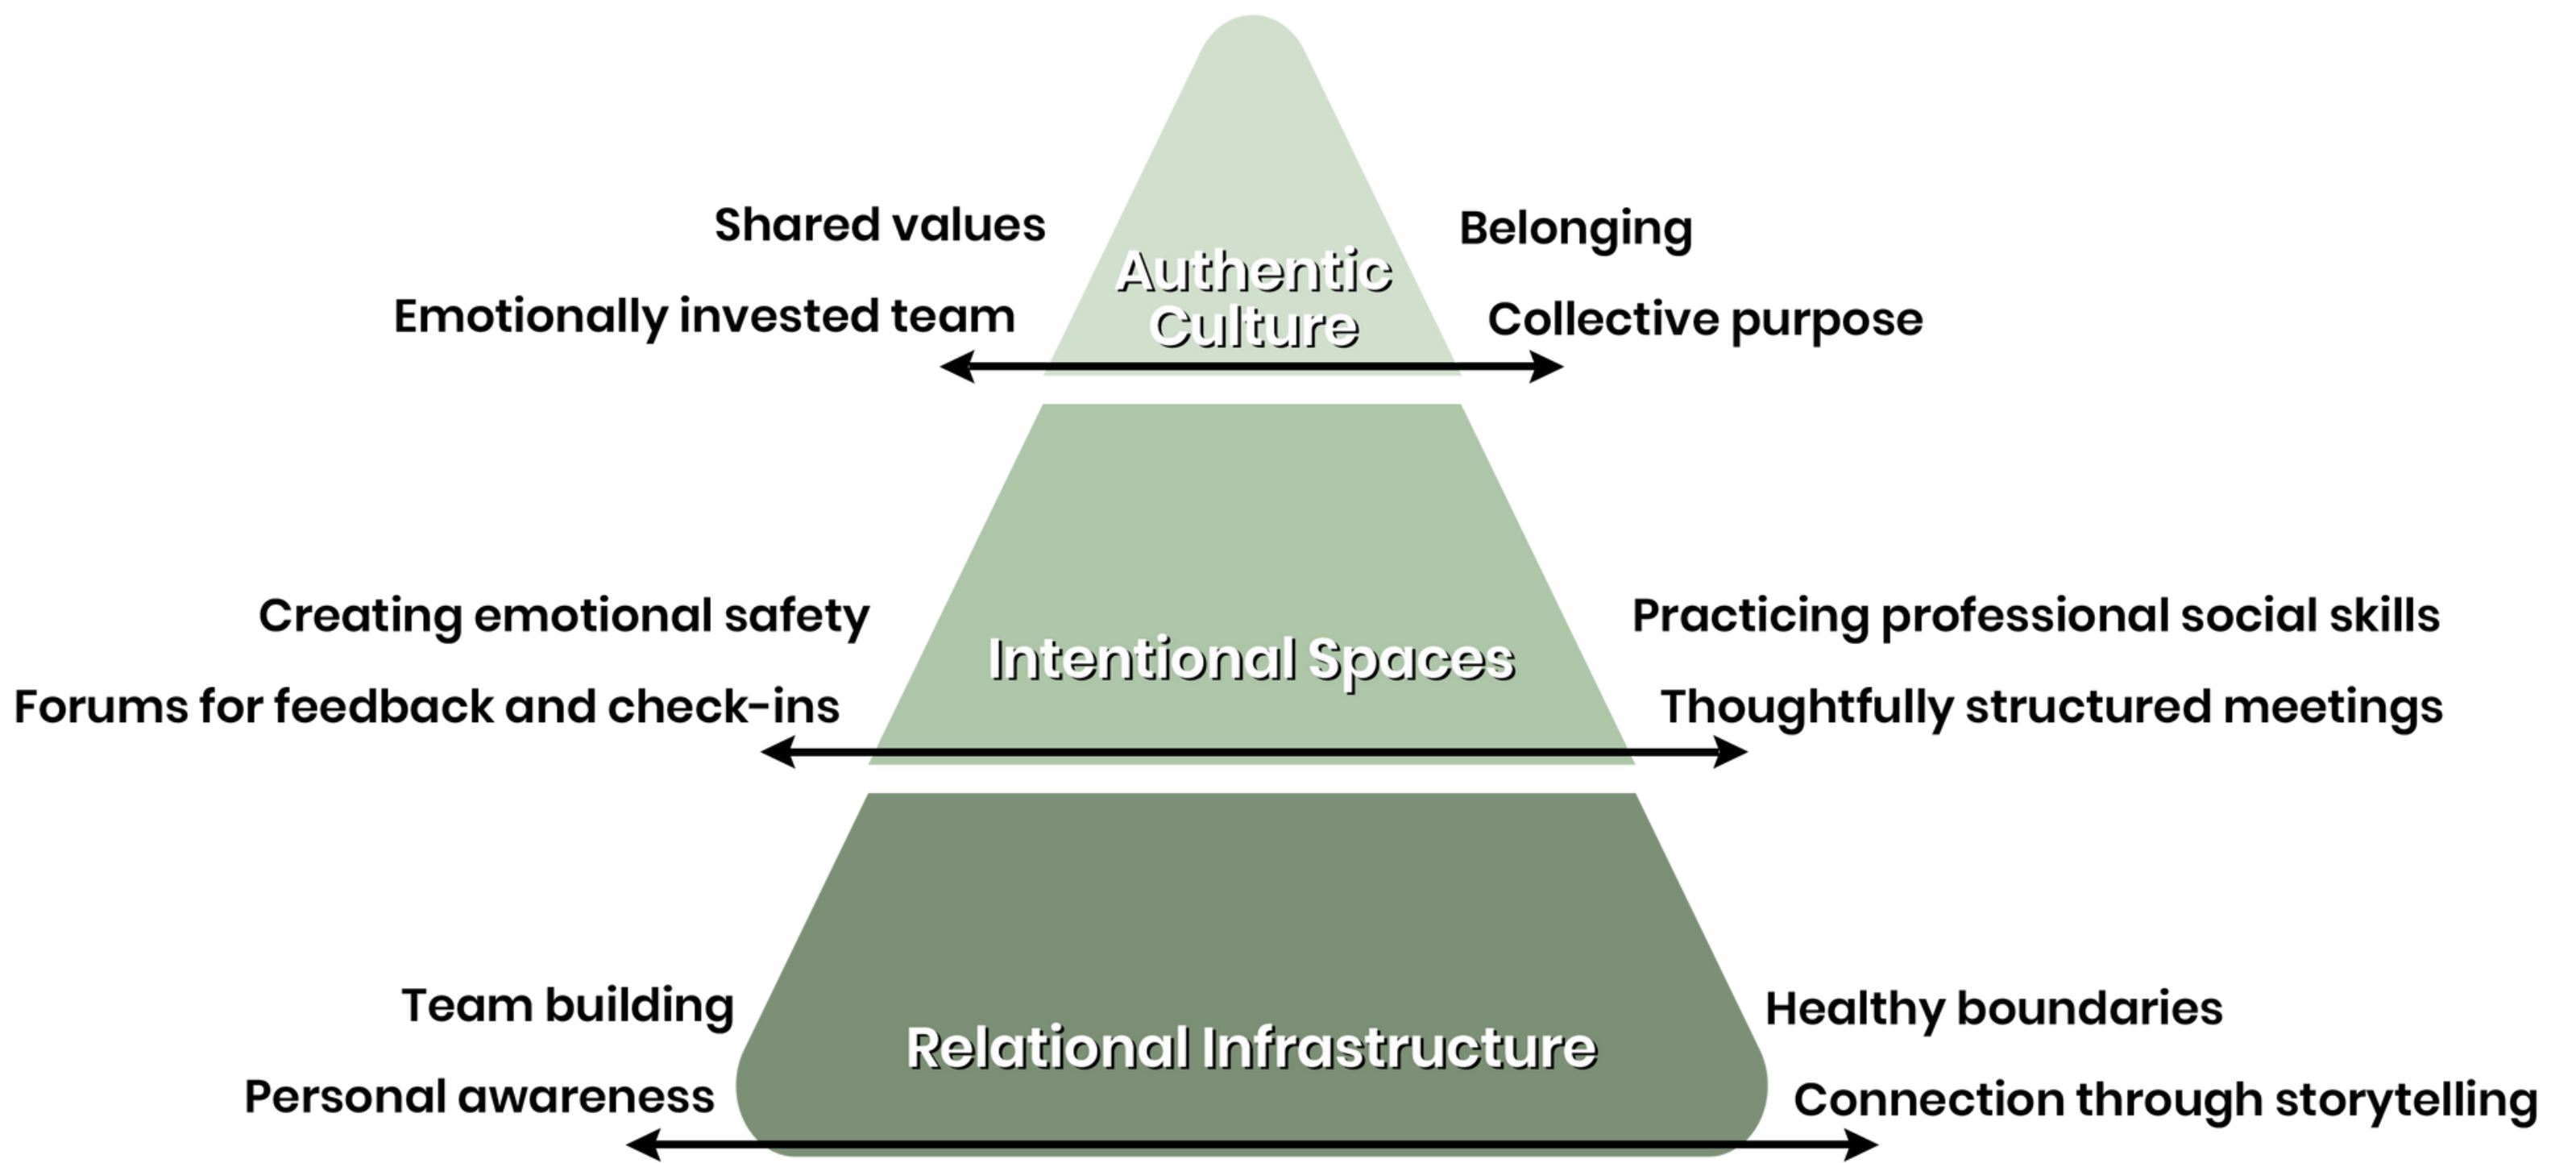 Shared values
Belonging
Authentic
Culture
Emotionally invested team
Collective purpose
Creating emotional safety
Practicing professional social skills
Intentional Spaces
Forums for feedback and check-ins
Thoughtfully structured meetings
Team building
Healthy boundaries
Relational Infrastructure
Personal awareness
Connection through storytelling